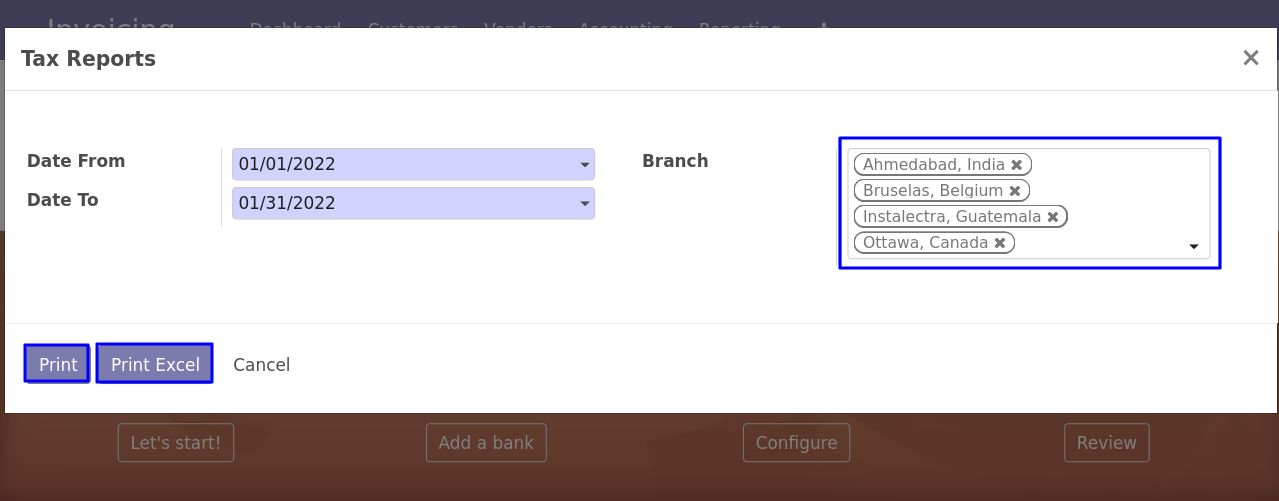 Invoicing Dashboard Customers Vendors Accounting Reporting
Tax Reports ×
Date From 01/01/2022 Branch
Date To 01/31/2022
Ahmedabad, India ✖
Bruselas, Belgium ✖
Instalectra, Guatemala ✖
Ottawa, Canada ✖
Print Print Excel Cancel
Let's start! Add a bank Configure Review